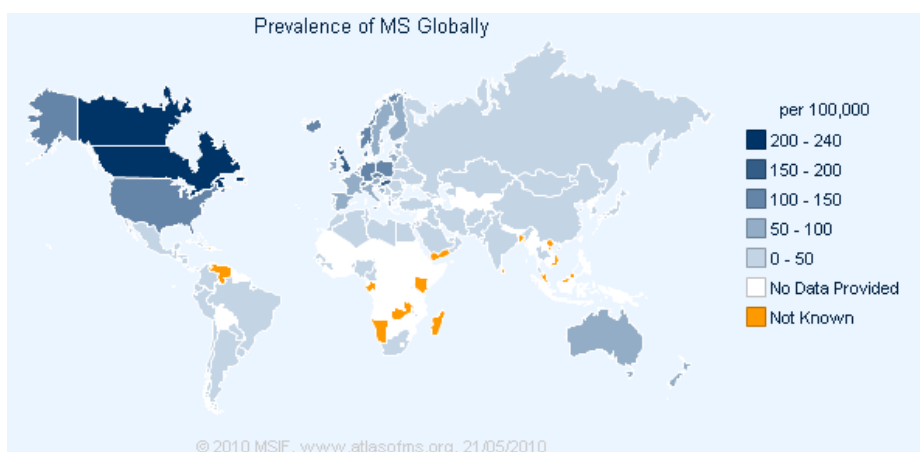 Prevalence of MS Globally
per 100,000
200 - 240
150 - 200
100 - 150
50 - 100
0 - 50
No Data Provided
Not Known
© 2010 MSIF, www.atlasofms.org, 21/05/2010